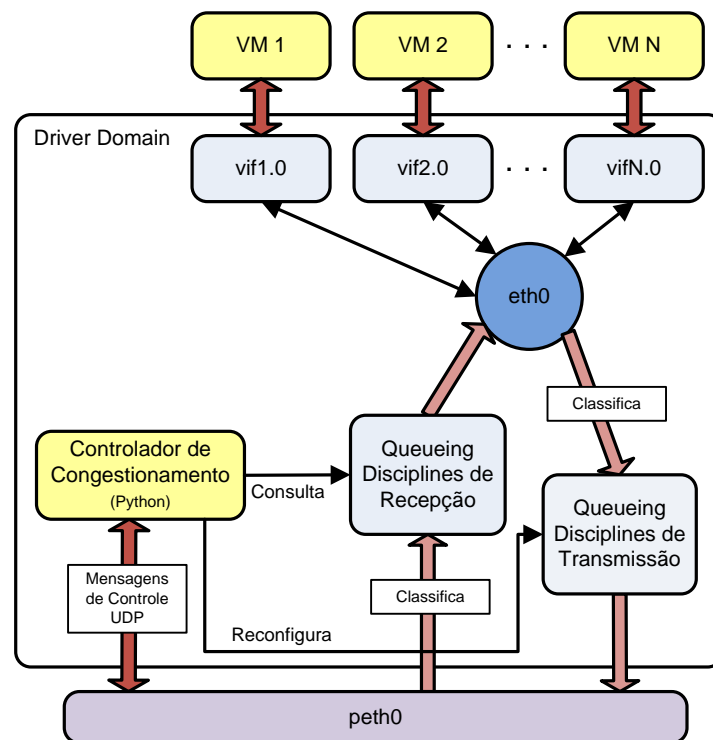 VM 1
VM 2
. . .
VM N
Driver Domain
vif1.0
vif2.0
. . .
vifN.0
eth0
Classifica
Controlador de
Congestionamento
(Python)
Consulta
Queueing
Disciplines de
Recepção
Queueing
Disciplines de
Transmissão
Mensagens
de Controle
UDP
Classifica
Reconfigura
peth0